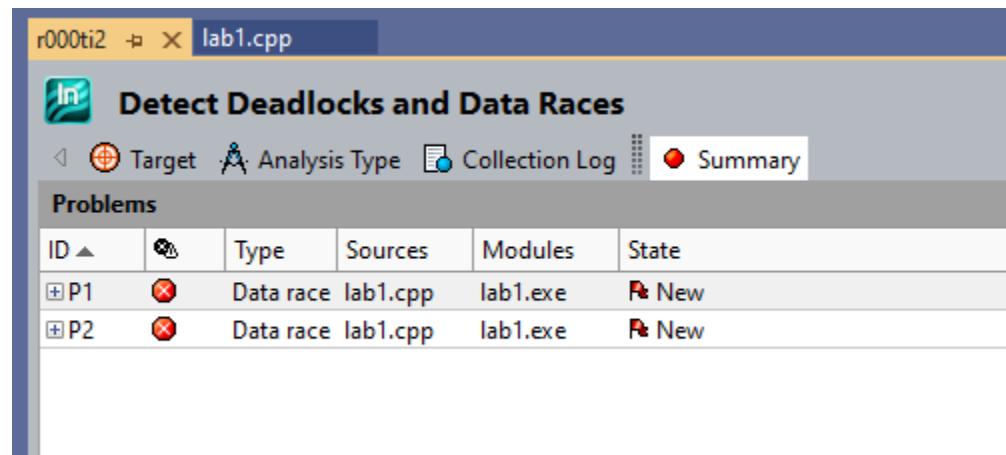 r000ti2 lab1.cpp
In Detect Deadlocks and Data Races
Target Analysis Type Collection Log Summary
Problems
ID Type Sources Modules State
P1 Data race lab1.cpp lab1.exe New
P2 Data race lab1.cpp lab1.exe New